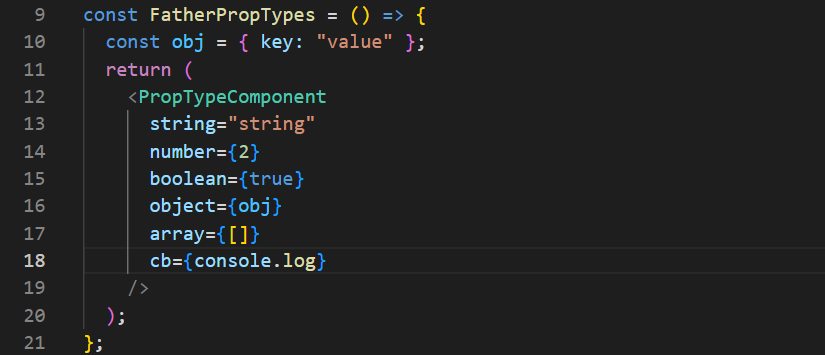 9 const FatherPropTypes = () => {
10 const obj = { key: "value" };
11 return (
12 <PropTypeComponent
13 string="string"
14 number={2}
15 boolean={true}
16 object={obj}
17 array={[]}
18 cb={console.log}
19 />
20 );
21 };